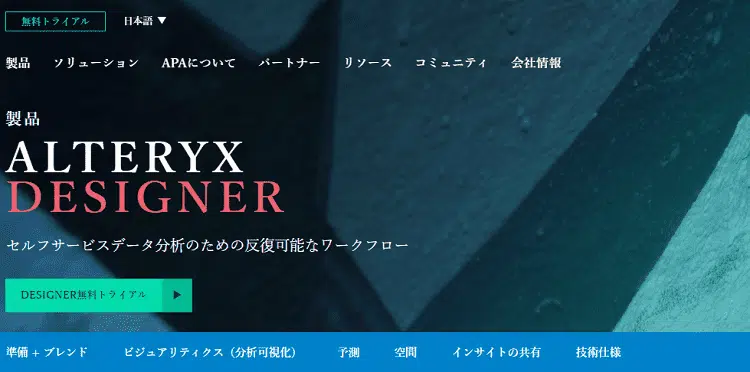 無料トライアル 日本語 ▼
製品 ソリューション APAについて パートナー リソース コミュニティ 会社情報
製品
ALTERYX
DESIGNER
セルフサービスデータ分析のための反復可能なワークフロー
DESIGNER無料トライアル ▶
準備 + ブレンド ビジュアリティクス（分析可視化） 予測 空間 インサイトの共有 技術仕様